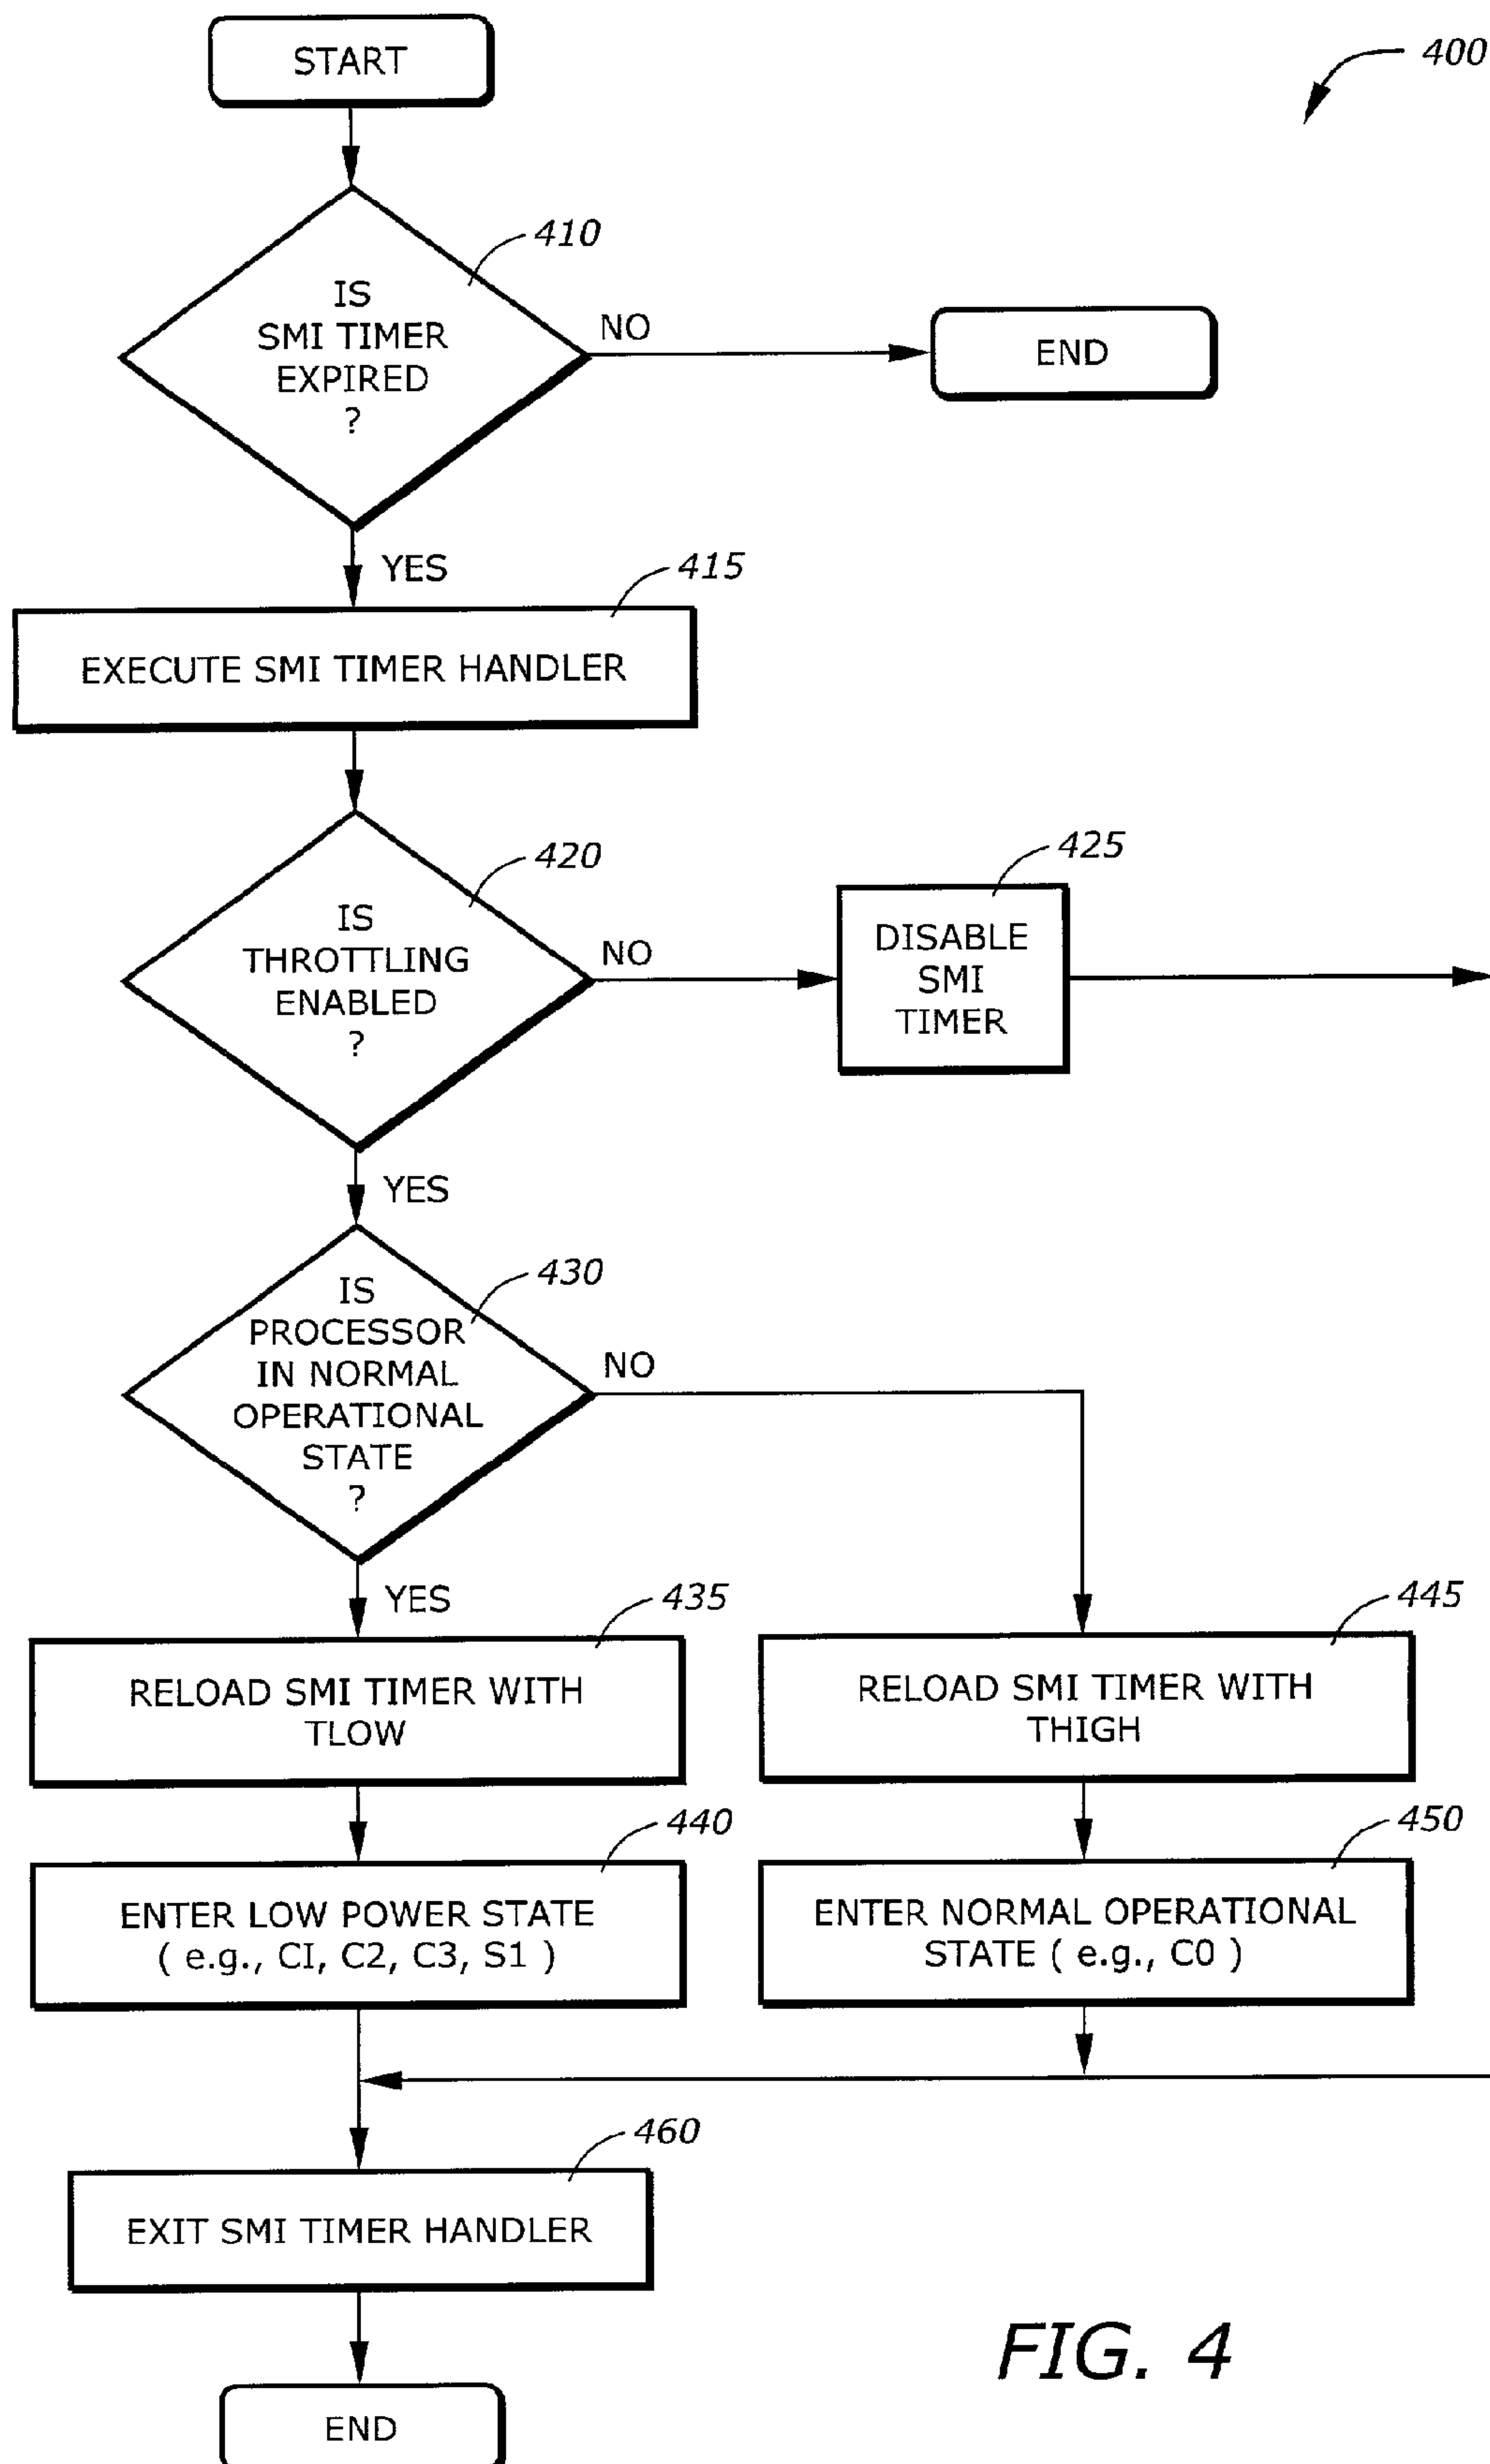 START
400
410
IS
SMI TIMER
EXPIRED
?
NO
END
YES
415
EXECUTE SMI TIMER HANDLER
420
IS
THROTTLING
ENABLED
?
NO
425
DISABLE
SMI
TIMER
YES
430
IS
PROCESSOR
IN NORMAL
OPERATIONAL
STATE
?
NO
YES
435
RELOAD SMI TIMER WITH
TLOW
445
RELOAD SMI TIMER WITH
THIGH
440
ENTER LOW POWER STATE
( e.g., CI, C2, C3, S1 )
450
ENTER NORMAL OPERATIONAL
STATE ( e.g., C0 )
460
EXIT SMI TIMER HANDLER
END
FIG. 4